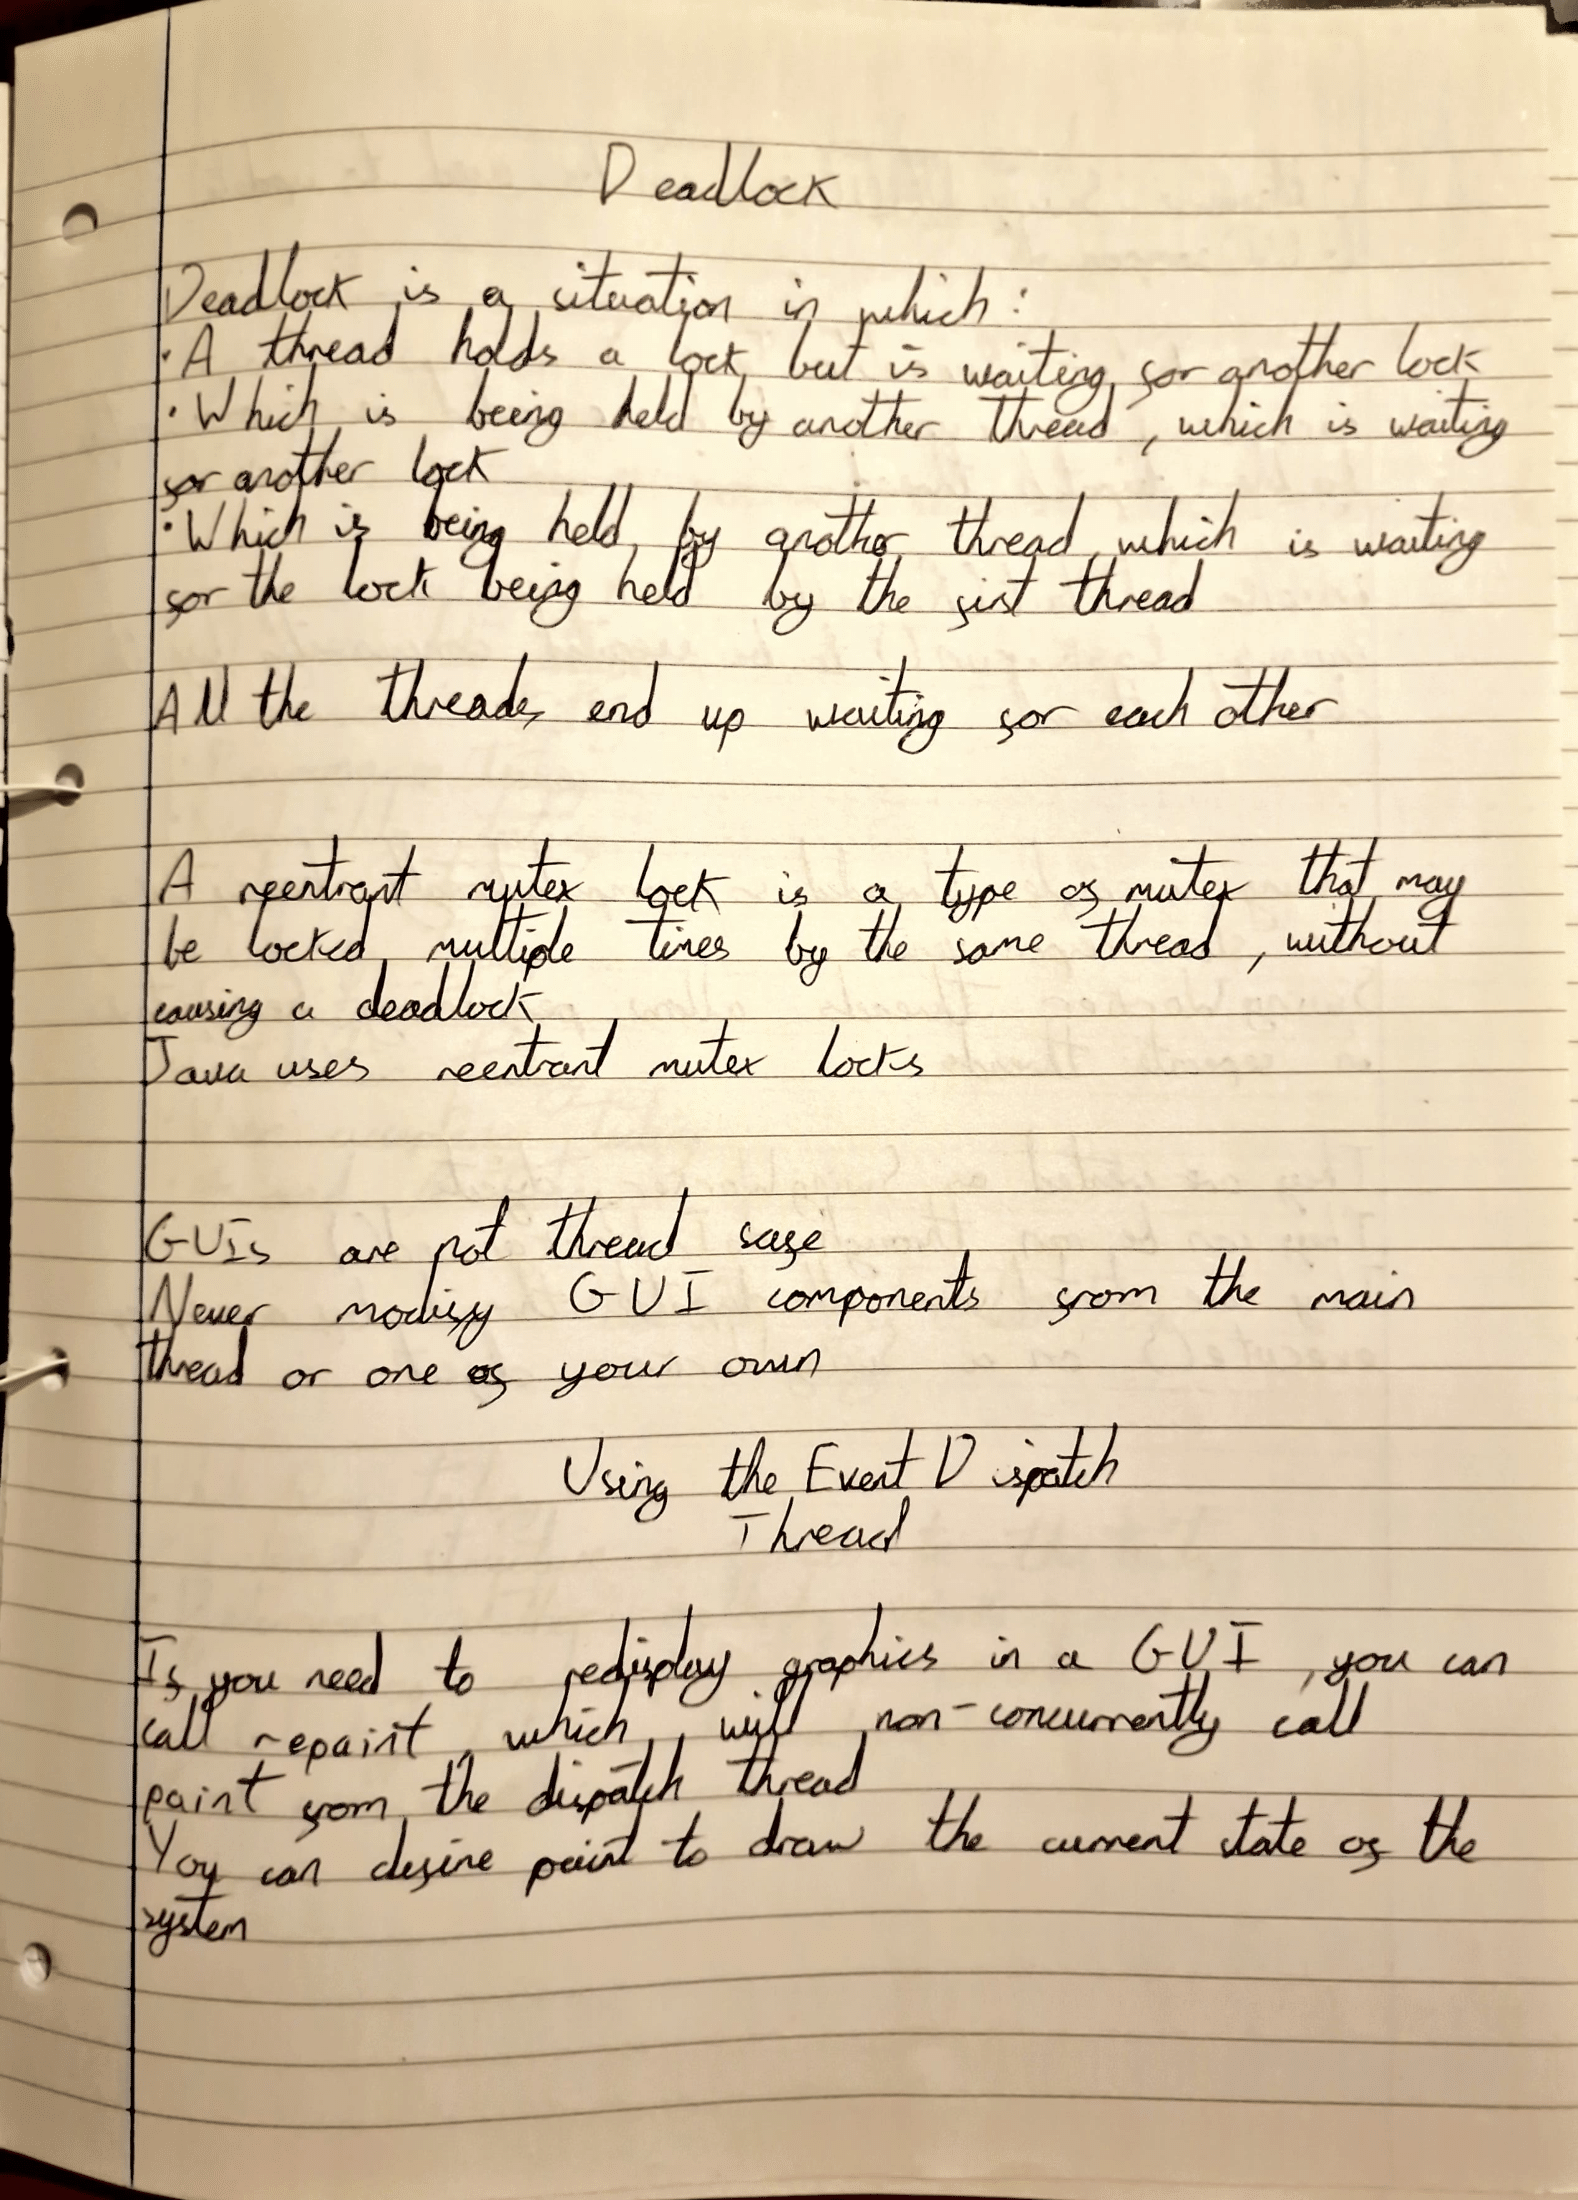 Deadlock
Deadlock is a situation in which:
· A thread holds a lock but is waiting for another lock
· Which is being held by another thread, which is waiting
for another lock
· Which is being held by another thread which is waiting
for the lock being held by the first thread
All the threads end up waiting for each other
A reentrant mutex lock is a type of mutex that may
be locked multiple times by the same thread, without
causing a deadlock
Java uses reentrant mutex locks
GUIs are not thread safe
Never modify GUI components from the main
thread or one of your own
Using the Event Dispatch
Thread
If you need to redisplay graphics in a GUI, you can
call repaint which will non-concurrently call
paint from the dispatch thread
You can define paint to draw the current state of the
system